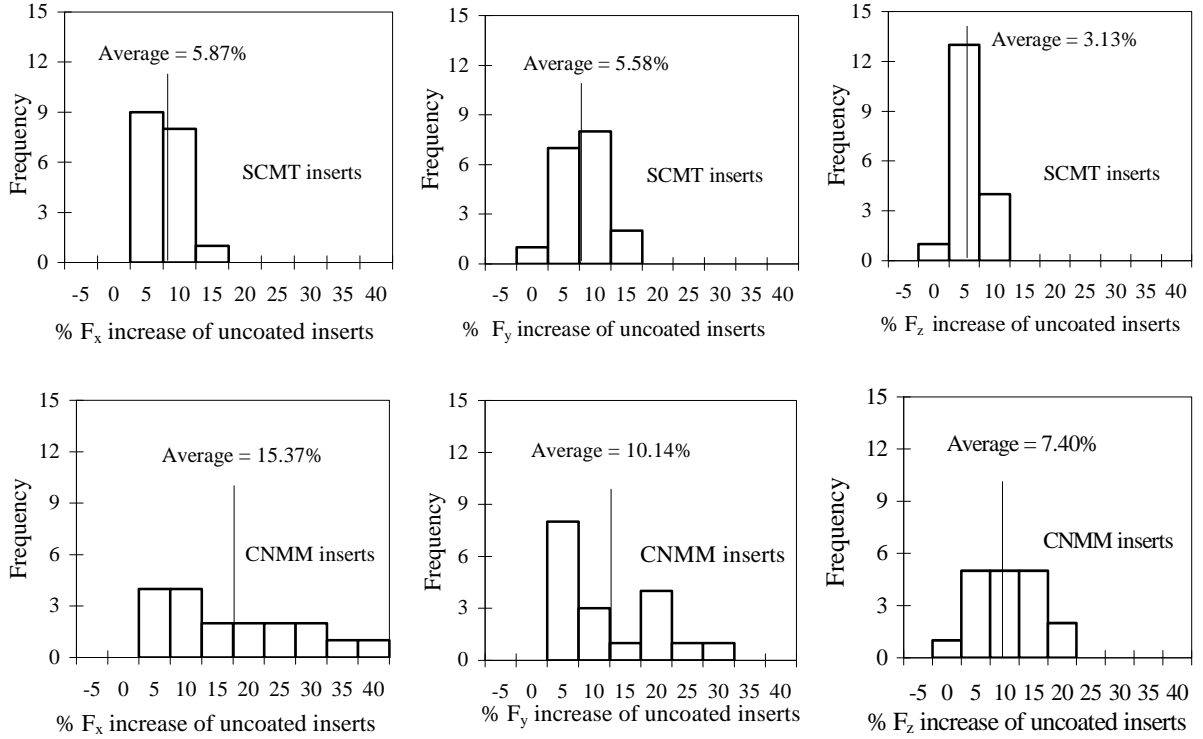 15
12
9
6
3
0
Frequency
Average = 5.87%
SCMT inserts
-5 0 5 10 15 20 30 35 40
% Fx increase of uncoated inserts
15
12
9
6
3
0
Frequency
Average = 5.58%
SCMT inserts
-5 0 5 10 15 20 30 35 40
% Fy increase of uncoated inserts
15
12
9
6
3
0
Frequency
Average = 3.13%
SCMT inserts
-5 0 5 10 15 20 30 35 40
% Fz increase of uncoated inserts
15
12
9
6
3
0
Frequency
Average = 15.37%
CNMM inserts
-5 0 5 10 15 20 30 35 40
% Fx increase of uncoated inserts
15
12
9
6
3
0
Frequency
Average = 10.14%
CNMM inserts
-5 0 5 10 15 20 30 35 40
% Fy increase of uncoated inserts
15
12
9
6
3
0
Frequency
Average = 7.40%
CNMM inserts
-5 0 5 10 15 20 30 35 40
% Fz increase of uncoated inserts